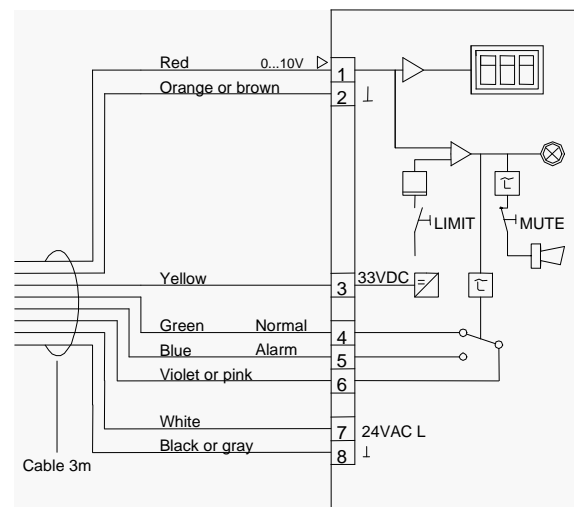 Red 0...10V 1
Orange or brown 2 ⊥
LIMIT MUTE
Yellow 3 33VDC
Green Normal 4
Blue Alarm 5
Violet or pink 6
White 7 24VAC L
Black or gray 8 ⊥
Cable 3m